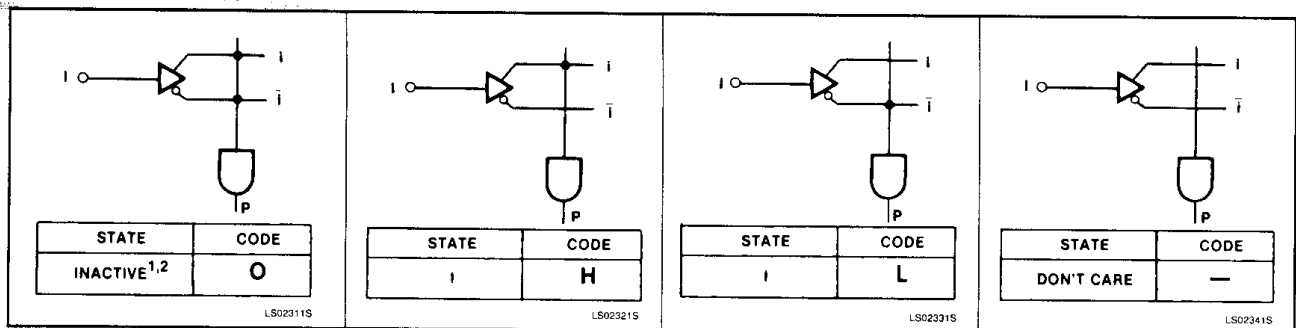 I
I
Ī
P
STATE CODE
INACTIVE1,2 O
LS02311S
I
I
Ī
P
STATE CODE
I H
LS02321S
I
I
Ī
P
STATE CODE
I L
LS02331S
I
I
Ī
P
STATE CODE
DON'T CARE —
LS02341S